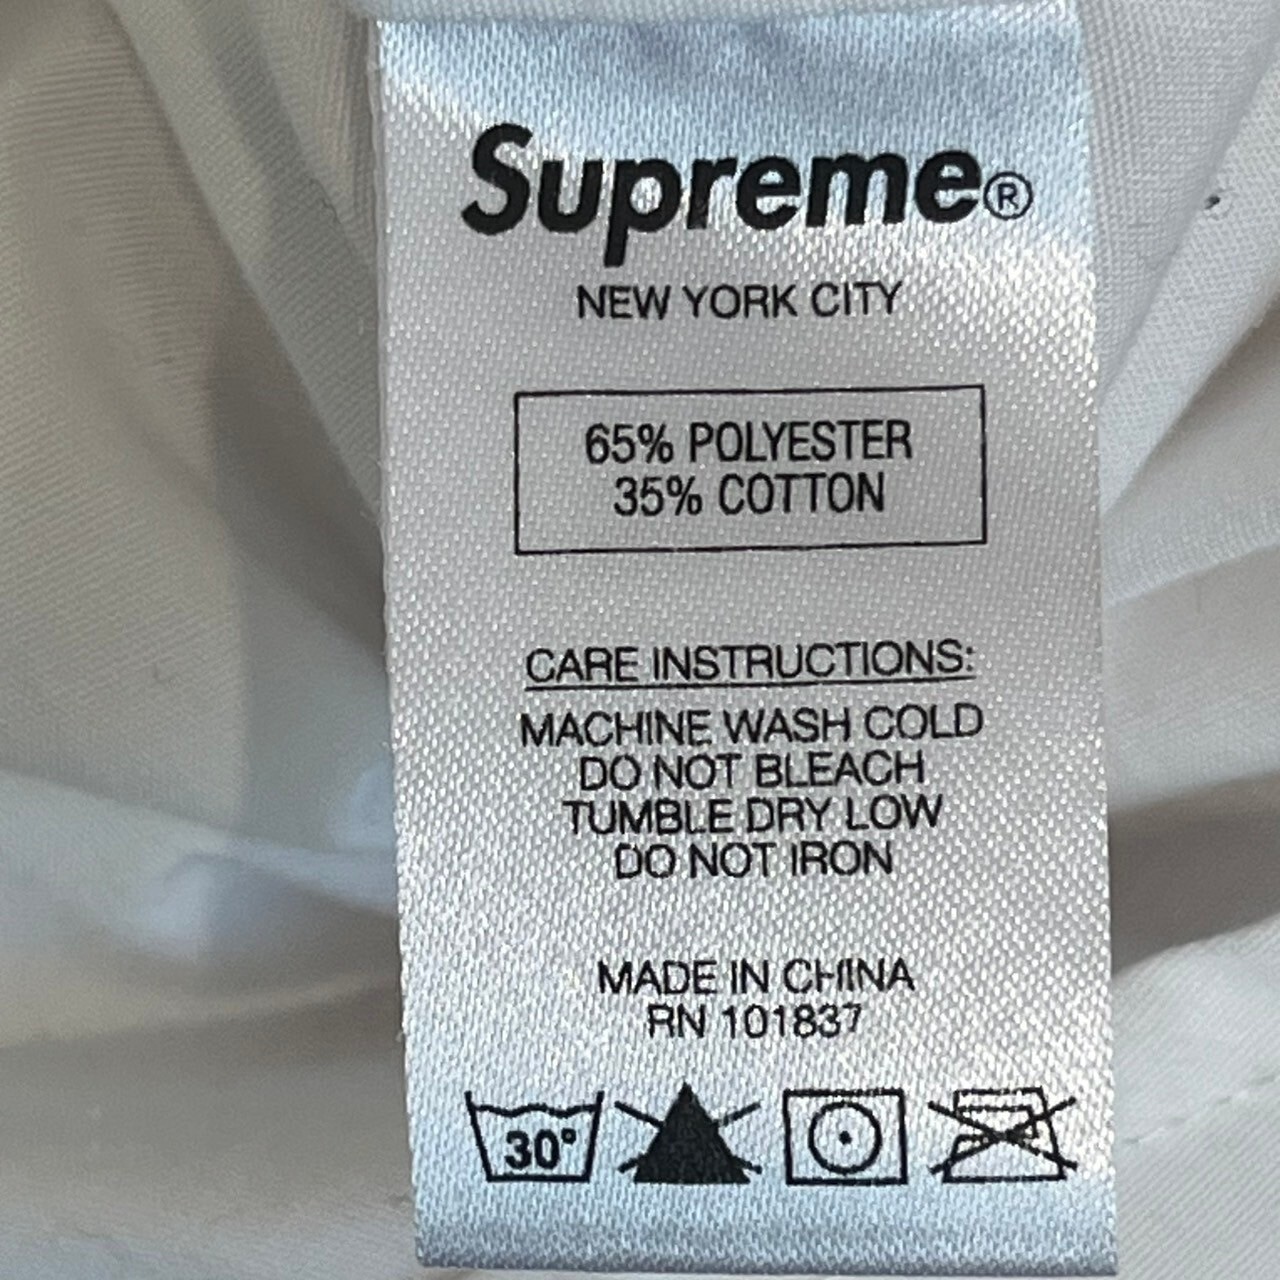 Supreme®
NEW YORK CITY
65% POLYESTER
35% COTTON
CARE INSTRUCTIONS:
MACHINE WASH COLD
DO NOT BLEACH
TUMBLE DRY LOW
DO NOT IRON
MADE IN CHINA
RN 101837
30°